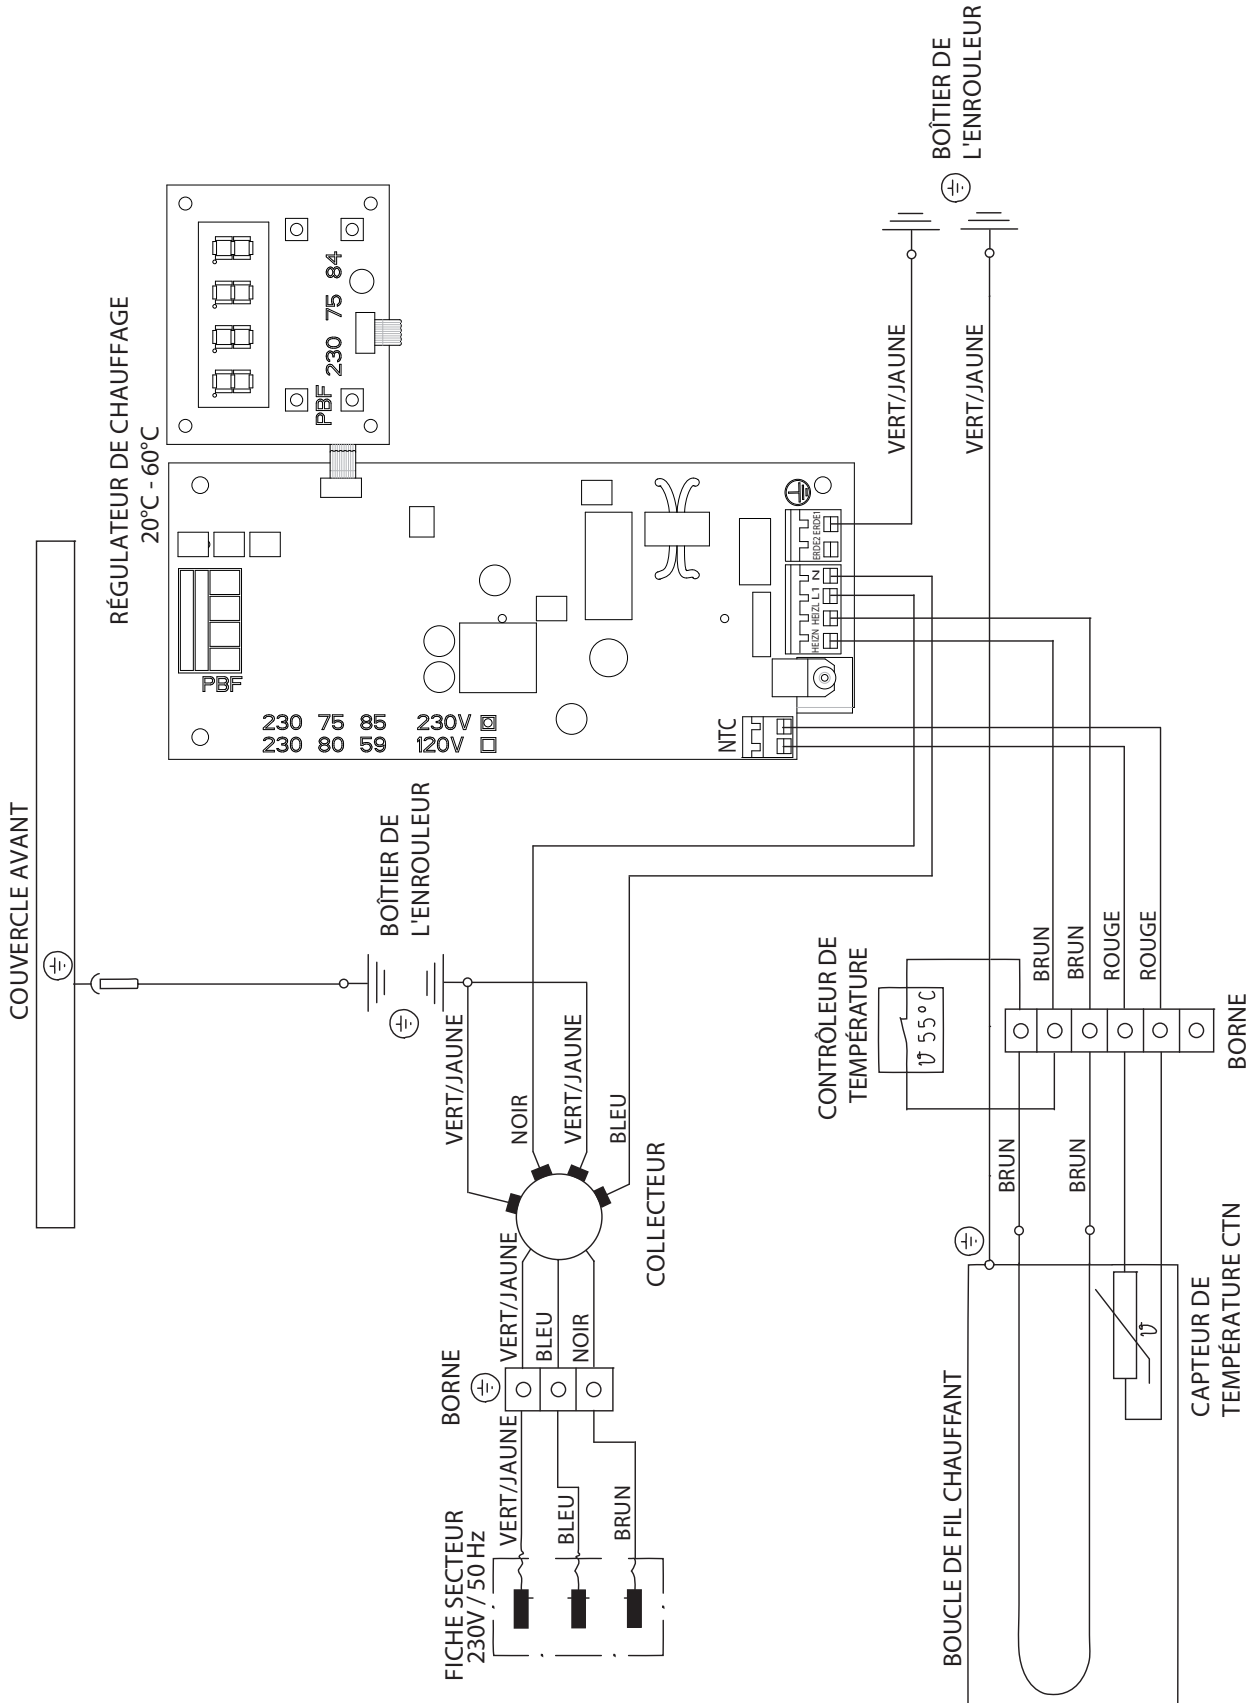 COUVERCLE AVANT
RÉGULATEUR DE CHAUFFAGE
20°C - 60°C
PBF
230 75 84
PBF
230 75 85 230V
230 80 59 120V
NTC
HEIZN
HEIZL
L1
N
ERDE2
ERDE1
BOÎTIER DE
L'ENROULEUR
BOÎTIER DE
L'ENROULEUR
VERT/JAUNE
VERT/JAUNE
VERT/JAUNE
NOIR
VERT/JAUNE
BLEU
COLLECTEUR
VERT/JAUNE
BLEU
NOIR
BORNE
VERT/JAUNE
BLEU
BRUN
FICHE SECTEUR
230V / 50 Hz
CONTRÔLEUR DE
TEMPÉRATURE
ϑ 55°C
BRUN
BRUN
ROUGE
ROUGE
BORNE
BRUN
BRUN
BOUCLE DE FIL CHAUFFANT
ϑ
CAPTEUR DE
TEMPÉRATURE CTN